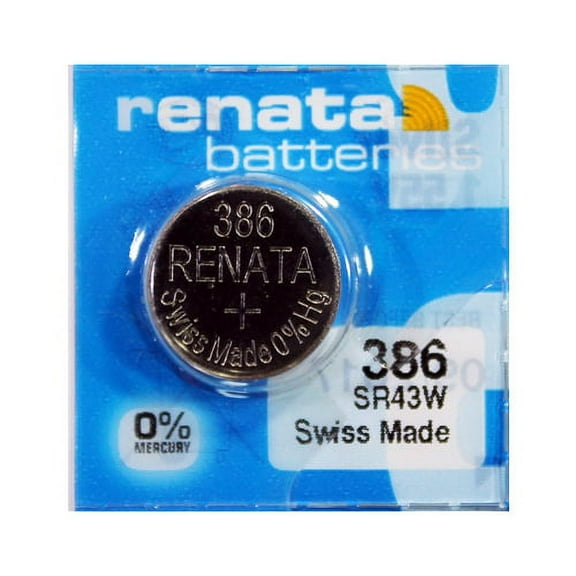 renata
batteries
386
RENATA
+
Swiss Made 0% Hg
386
SR43W
Swiss Made
0%
MERCURY